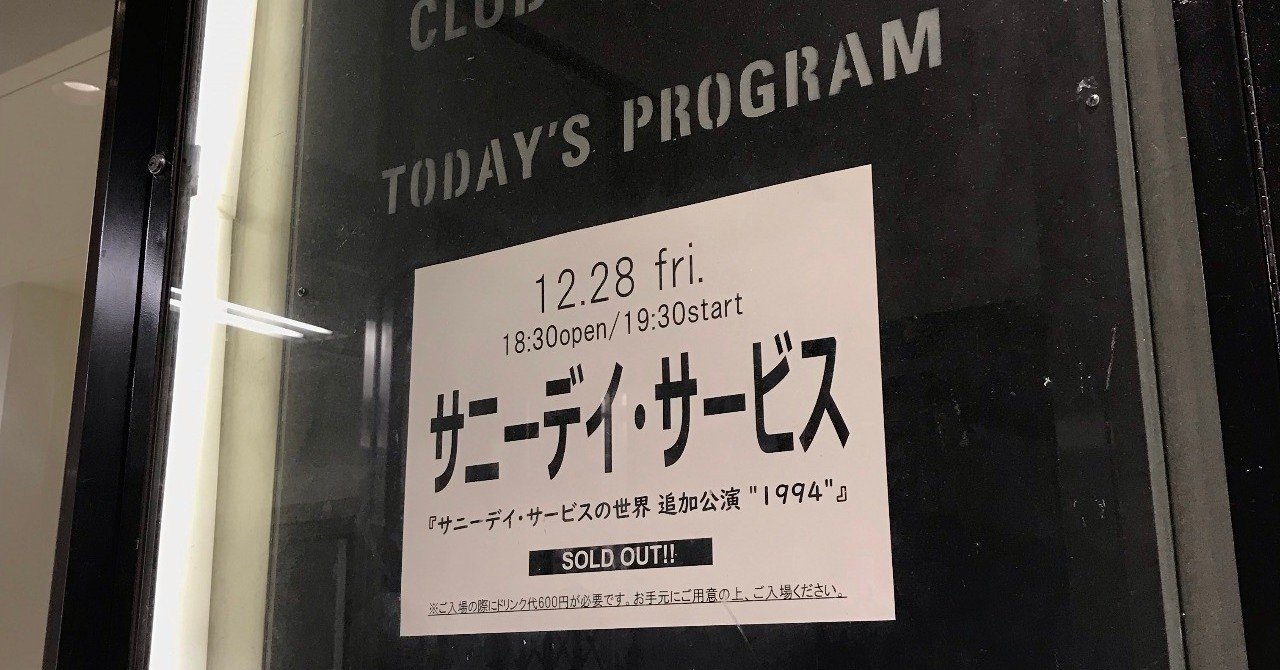 CLUB
TODAY'S PROGRAM
12.28 fri.
18:30open/19:30start
サニーデイ・サービス
『サニーデイ・サービスの世界 追加公演 "1994"』
SOLD OUT!!
※ご入場の際にドリンク代600円が必要です。お手元にご用意の上、ご入場ください。